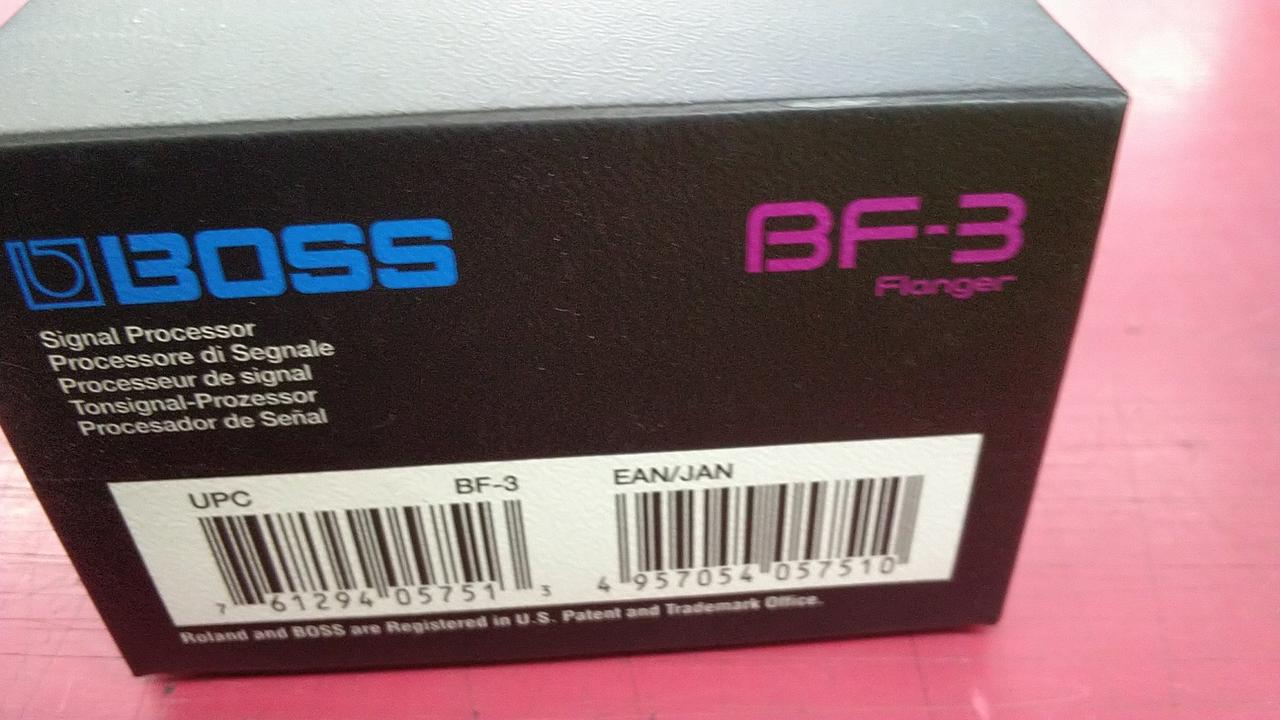 BOSS
BF-3
Flanger
Signal Processor
Processore di Segnale
Processeur de signal
Tonsignal-Prozessor
Procesador de Señal
UPC BF-3
7 61294 05751 3
EAN/JAN
4 957054 057510
Roland and BOSS are Registered in U.S. Patent and Trademark Office.